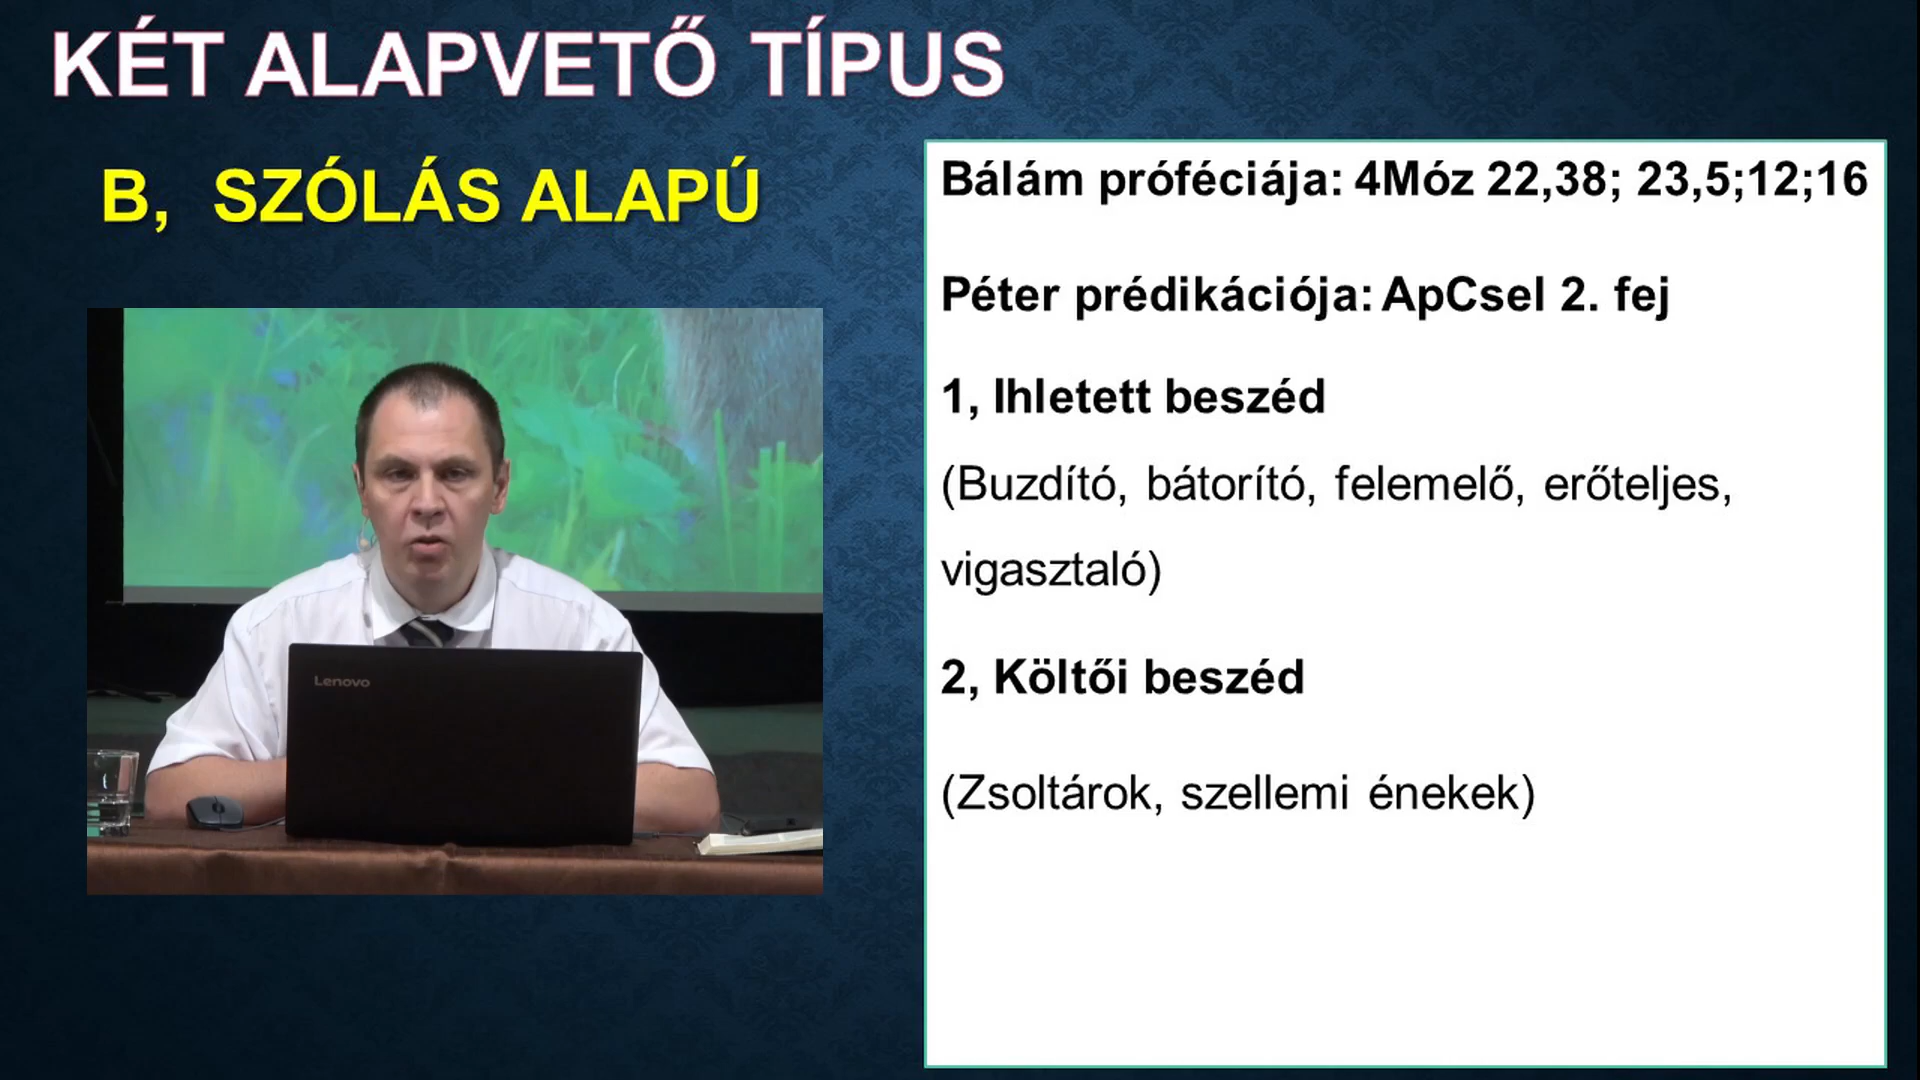 KÉT ALAPVETŐ TÍPUS
B, SZÓLÁS ALAPÚ
Bálám próféciája: 4Móz 22,38; 23,5;12;16
Péter prédikációja: ApCsel 2. fej
1, Ihletett beszéd
(Buzdító, bátorító, felemelő, erőteljes,
vigasztaló)
2, Költői beszéd
(Zsoltárok, szellemi énekek)
Lenovo